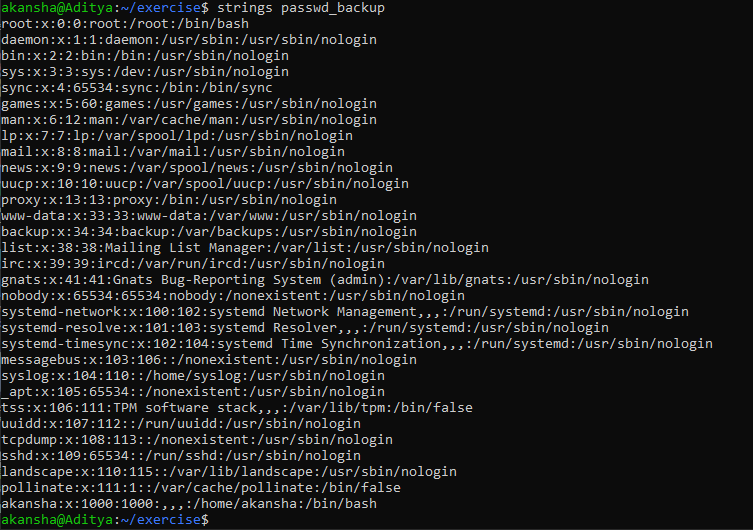 akansha@Aditya:~/exercise$ strings passwd_backup
root:x:0:0:root:/root:/bin/bash
daemon:x:1:1:daemon:/usr/sbin:/usr/sbin/nologin
bin:x:2:2:bin:/bin:/usr/sbin/nologin
sys:x:3:3:sys:/dev:/usr/sbin/nologin
sync:x:4:65534:sync:/bin:/bin/sync
games:x:5:60:games:/usr/games:/usr/sbin/nologin
man:x:6:12:man:/var/cache/man:/usr/sbin/nologin
lp:x:7:7:lp:/var/spool/lpd:/usr/sbin/nologin
mail:x:8:8:mail:/var/mail:/usr/sbin/nologin
news:x:9:9:news:/var/spool/news:/usr/sbin/nologin
uucp:x:10:10:uucp:/var/spool/uucp:/usr/sbin/nologin
proxy:x:13:13:proxy:/bin:/usr/sbin/nologin
www-data:x:33:33:www-data:/var/www:/usr/sbin/nologin
backup:x:34:34:backup:/var/backups:/usr/sbin/nologin
list:x:38:38:Mailing List Manager:/var/list:/usr/sbin/nologin
irc:x:39:39:ircd:/var/run/ircd:/usr/sbin/nologin
gnats:x:41:41:Gnats Bug-Reporting System (admin):/var/lib/gnats:/usr/sbin/nologin
nobody:x:65534:65534:nobody:/nonexistent:/usr/sbin/nologin
systemd-network:x:100:102:systemd Network Management,,,:/run/systemd:/usr/sbin/nologin
systemd-resolve:x:101:103:systemd Resolver,,,:/run/systemd:/usr/sbin/nologin
systemd-timesync:x:102:104:systemd Time Synchronization,,,:/run/systemd:/usr/sbin/nologin
messagebus:x:103:106::/nonexistent:/usr/sbin/nologin
syslog:x:104:110::/home/syslog:/usr/sbin/nologin
_apt:x:105:65534::/nonexistent:/usr/sbin/nologin
tss:x:106:111:TPM software stack,,,:/var/lib/tpm:/bin/false
uuidd:x:107:112::/run/uuidd:/usr/sbin/nologin
tcpdump:x:108:113::/nonexistent:/usr/sbin/nologin
sshd:x:109:65534::/run/sshd:/usr/sbin/nologin
landscape:x:110:115::/var/lib/landscape:/usr/sbin/nologin
pollinate:x:111:1::/var/cache/pollinate:/bin/false
akansha:x:1000:1000:,,,:/home/akansha:/bin/bash
akansha@Aditya:~/exercise$